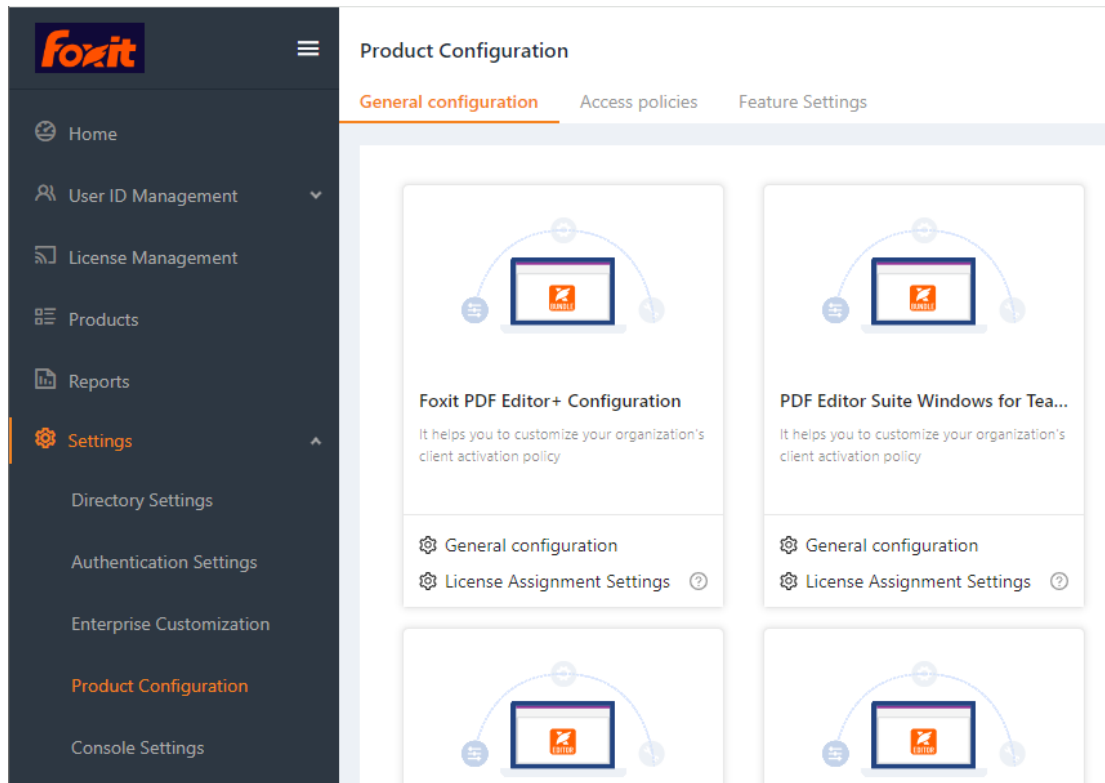 Foxit
Product Configuration
General configuration Access policies Feature Settings
Home
User ID Management
License Management
Products
Reports
Settings
Directory Settings
Authentication Settings
Enterprise Customization
Product Configuration
Console Settings
BUNDLE
Foxit PDF Editor+ Configuration
It helps you to customize your organization's
client activation policy
General configuration
License Assignment Settings ?
BUNDLE
PDF Editor Suite Windows for Tea...
It helps you to customize your organization's
client activation policy
General configuration
License Assignment Settings ?
EDITOR
EDITOR